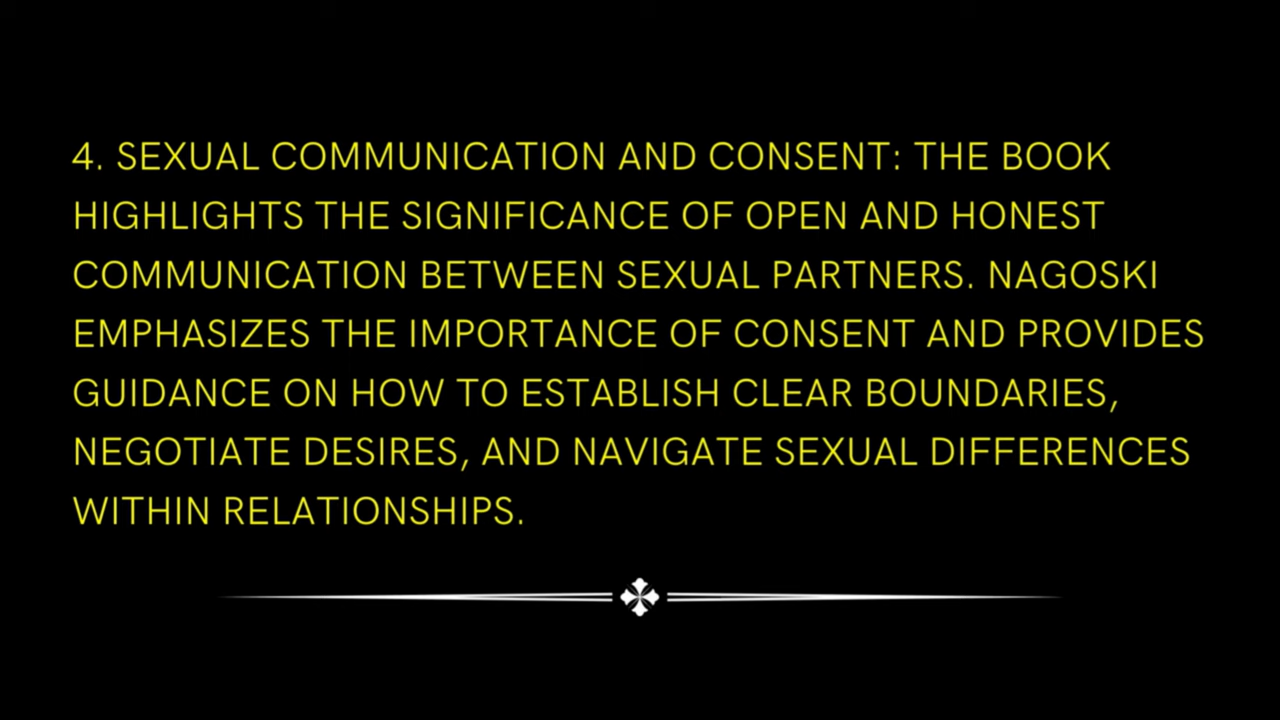 4. SEXUAL COMMUNICATION AND CONSENT: THE BOOK
HIGHLIGHTS THE SIGNIFICANCE OF OPEN AND HONEST
COMMUNICATION BETWEEN SEXUAL PARTNERS. NAGOSKI
EMPHASIZES THE IMPORTANCE OF CONSENT AND PROVIDES
GUIDANCE ON HOW TO ESTABLISH CLEAR BOUNDARIES,
NEGOTIATE DESIRES, AND NAVIGATE SEXUAL DIFFERENCES
WITHIN RELATIONSHIPS.